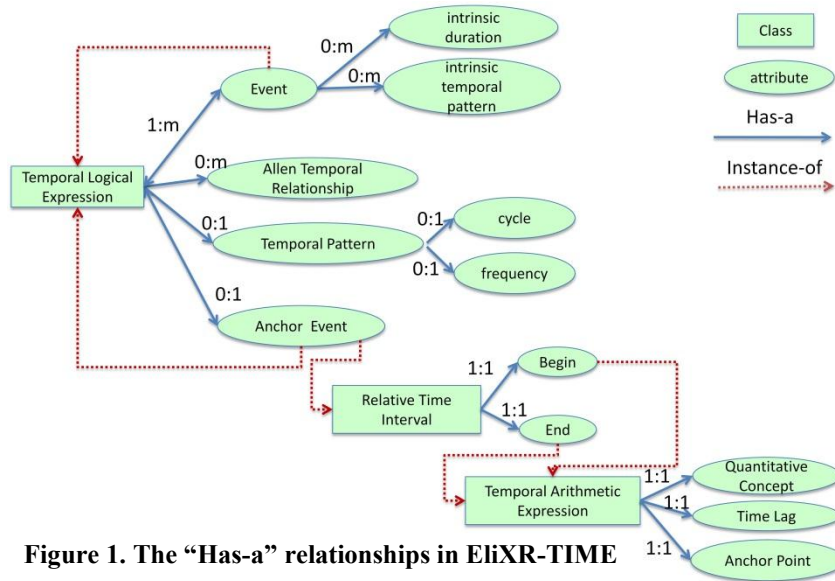 intrinsic
duration
0:m
0:m
Event
intrinsic
temporal
pattern
Class
attribute
Has-a
Instance-of
1:m
0:m
Temporal Logical
Expression
Allen Temporal
Relationship
0:1
Temporal Pattern
0:1
cycle
0:1
frequency
0:1
Anchor Event
Relative Time
Interval
1:1
Begin
1:1
End
Temporal Arithmetic
Expression
1:1
Quantitative
Concept
1:1
Time Lag
1:1
Anchor Point
Figure 1. The “Has-a” relationships in EliXR-TIME